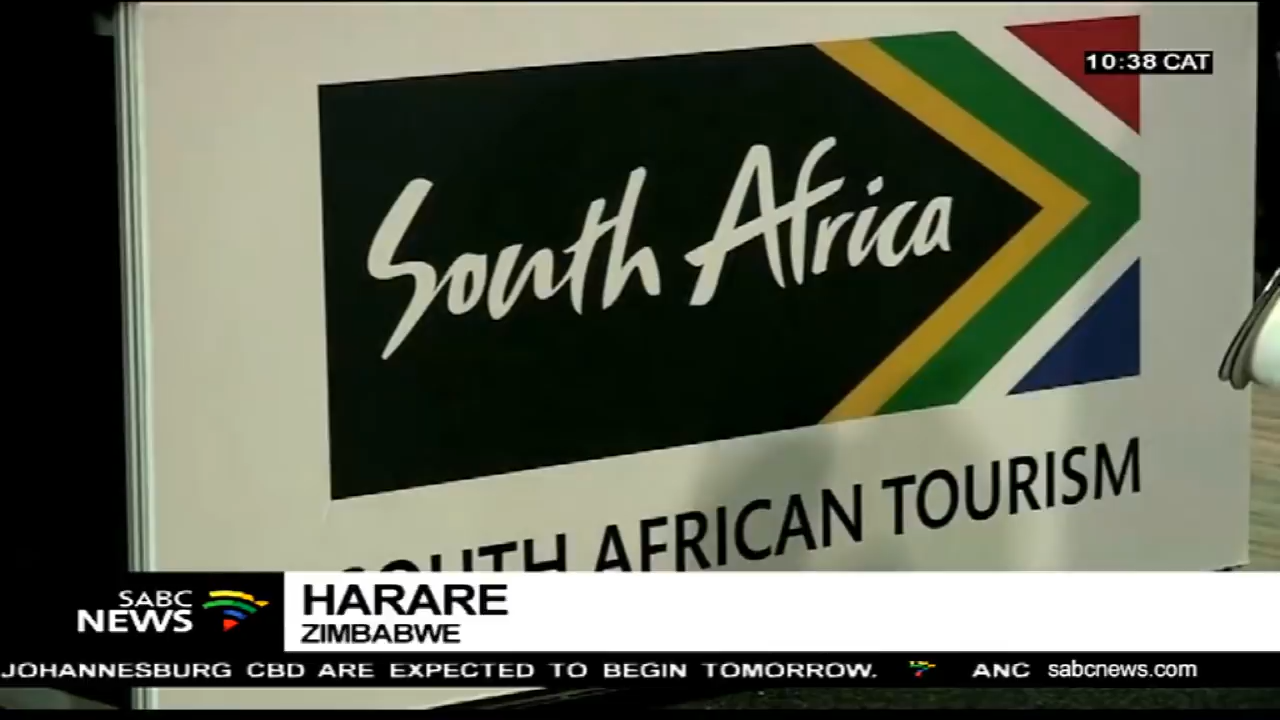 10:38 CAT
South Africa
SOUTH AFRICAN TOURISM
SABC
NEWS
HARARE
ZIMBABWE
JOHANNESBURG CBD ARE EXPECTED TO BEGIN TOMORROW. ANC sabcnews.com